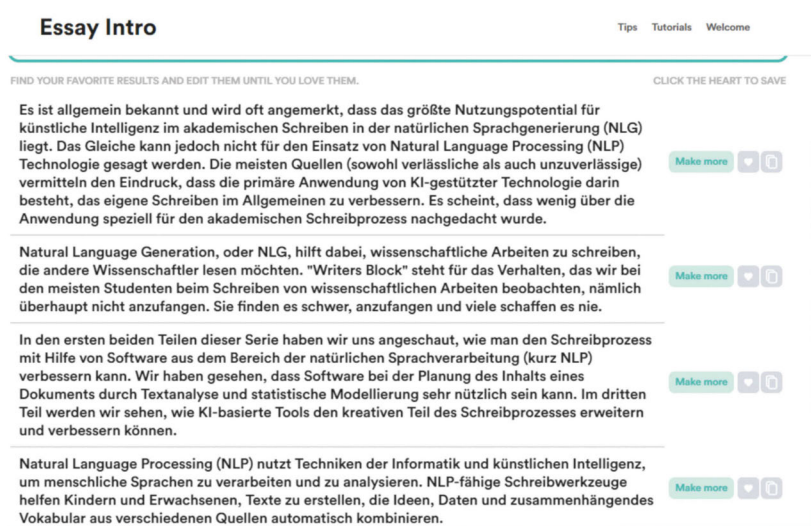 Essay Intro
Tips Tutorials Welcome
FIND YOUR FAVORITE RESULTS AND EDIT THEM UNTIL YOU LOVE THEM.
CLICK THE HEART TO SAVE
Es ist allgemein bekannt und wird oft angemerkt, dass das größte Nutzungspotential für
künstliche Intelligenz im akademischen Schreiben in der natürlichen Sprachgenerierung (NLG)
liegt. Das Gleiche kann jedoch nicht für den Einsatz von Natural Language Processing (NLP)
Technologie gesagt werden. Die meisten Quellen (sowohl verlässliche als auch unzuverlässige)
vermitteln den Eindruck, dass die primäre Anwendung von KI-gestützter Technologie darin
besteht, das eigene Schreiben im Allgemeinen zu verbessern. Es scheint, dass wenig über die
Anwendung speziell für den akademischen Schreibprozess nachgedacht wurde.
Make more
Natural Language Generation, oder NLG, hilft dabei, wissenschaftliche Arbeiten zu schreiben,
die andere Wissenschaftler lesen möchten. "Writers Block" steht für das Verhalten, das wir bei
den meisten Studenten beim Schreiben von wissenschaftlichen Arbeiten beobachten, nämlich
überhaupt nicht anzufangen. Sie finden es schwer, anzufangen und viele schaffen es nie.
Make more
In den ersten beiden Teilen dieser Serie haben wir uns angeschaut, wie man den Schreibprozess
mit Hilfe von Software aus dem Bereich der natürlichen Sprachverarbeitung (kurz NLP)
verbessern kann. Wir haben gesehen, dass Software bei der Planung des Inhalts eines
Dokuments durch Textanalyse und statistische Modellierung sehr nützlich sein kann. Im dritten
Teil werden wir sehen, wie KI-basierte Tools den kreativen Teil des Schreibprozesses erweitern
und verbessern können.
Make more
Natural Language Processing (NLP) nutzt Techniken der Informatik und künstlichen Intelligenz,
um menschliche Sprachen zu verarbeiten und zu analysieren. NLP-fähige Schreibwerkzeuge
helfen Kindern und Erwachsenen, Texte zu erstellen, die Ideen, Daten und zusammenhängendes
Vokabular aus verschiedenen Quellen automatisch kombinieren.
Make more